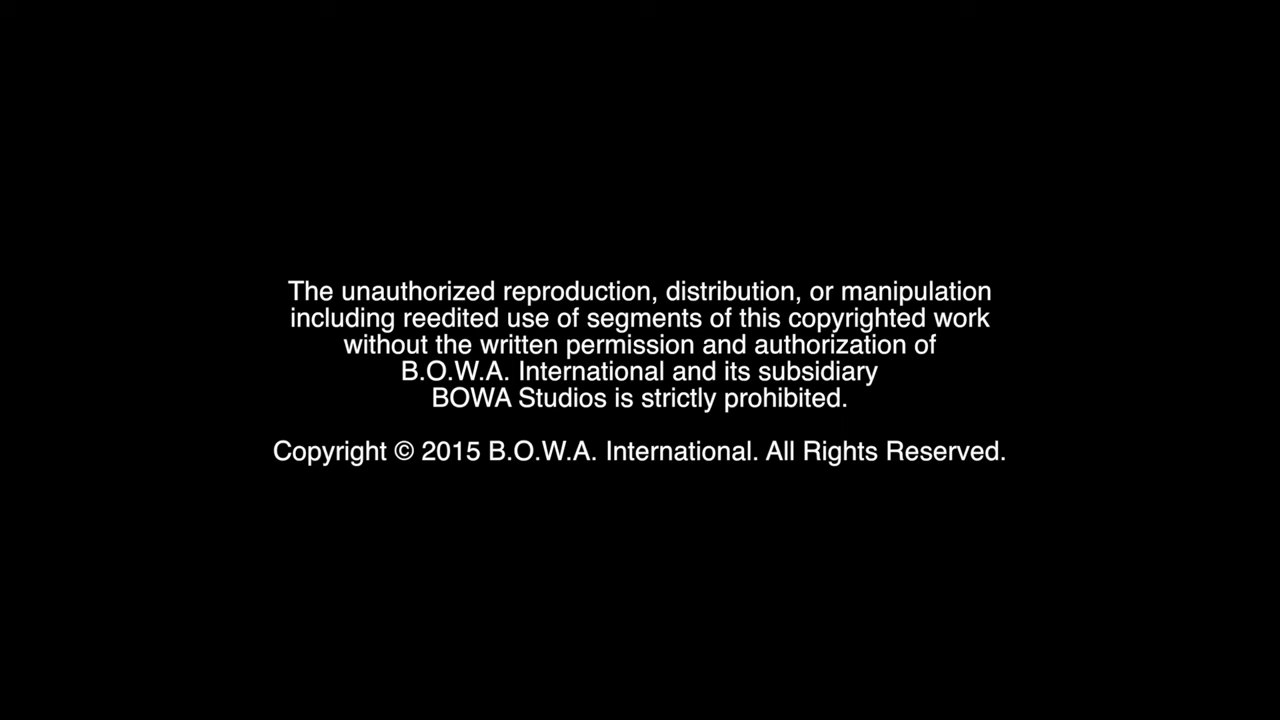 The unauthorized reproduction, distribution, or manipulation
including reedited use of segments of this copyrighted work
without the written permission and authorization of
B.O.W.A. International and its subsidiary
BOWA Studios is strictly prohibited.
Copyright © 2015 B.O.W.A. International. All Rights Reserved.